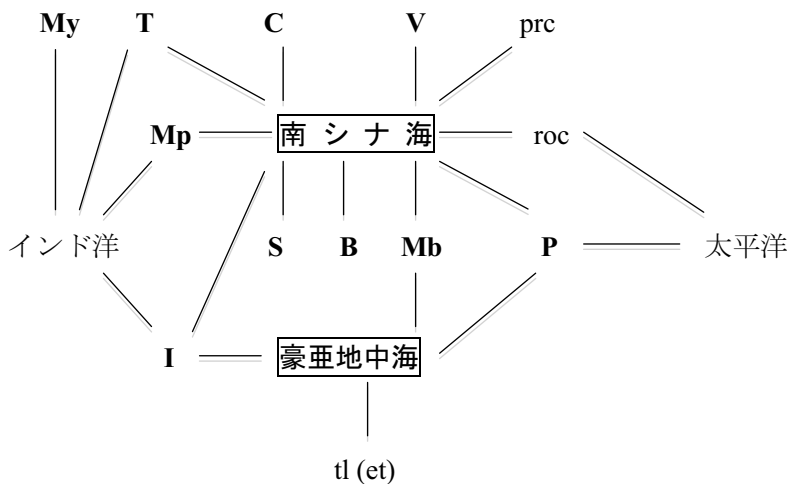 My T C V prc
Mp 南シナ海 roc
インド洋 S B Mb P 太平洋
I 豪亜地中海
tl (et)